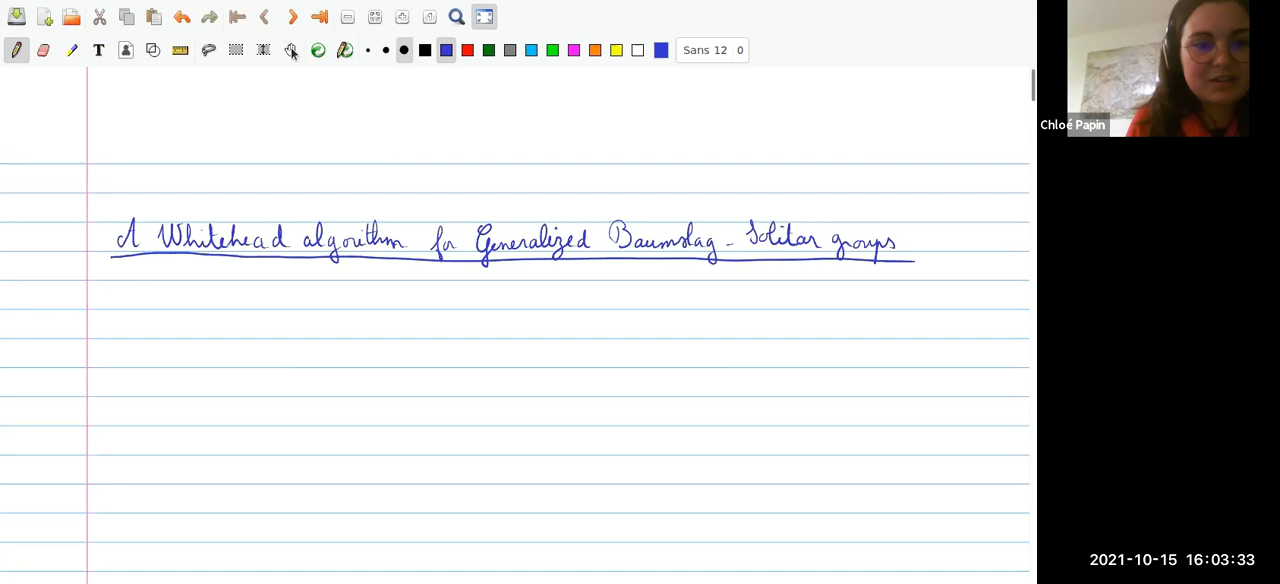 Sans 12 0
Chloé Papin
A Whitehead algorithm for Generalized Baumslag - Solitar groups
2021-10-15 16:03:33